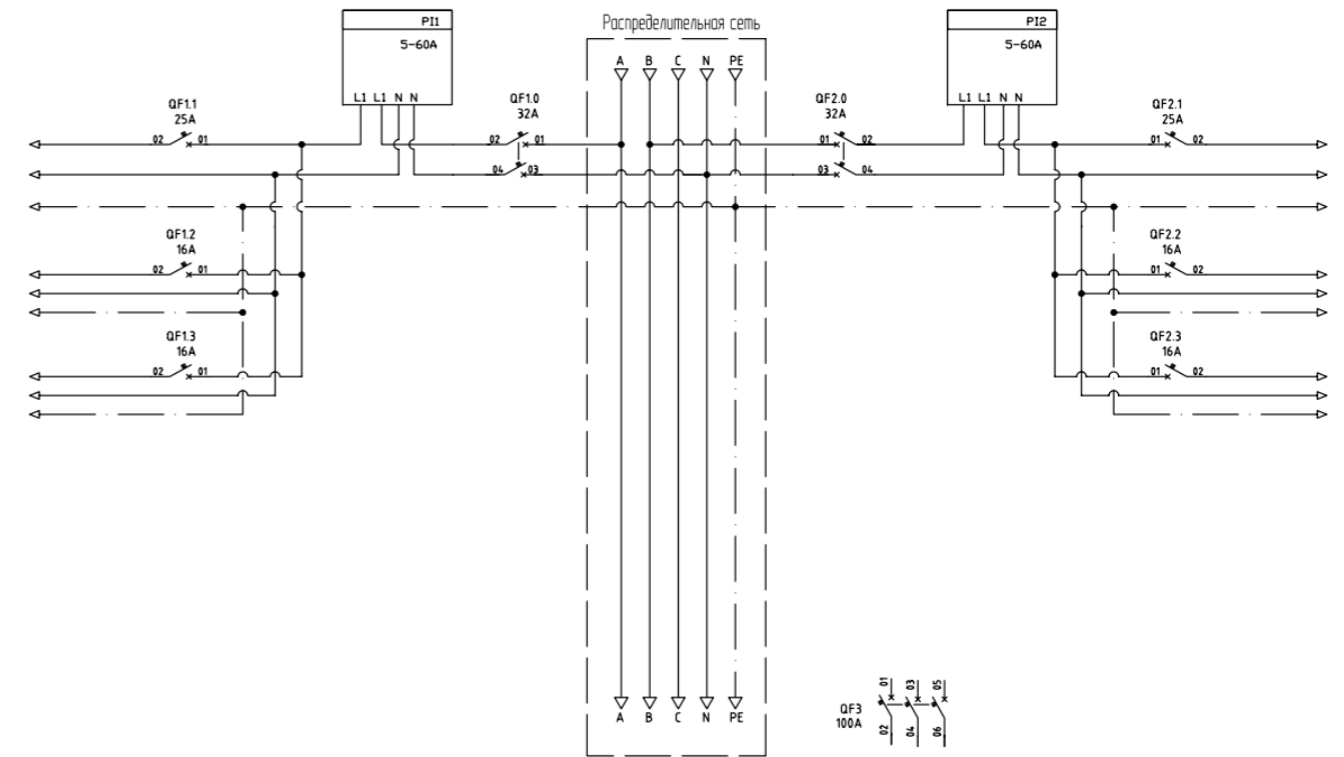 PI1
5-60A
L1 L1 N N
Распределительная сеть
A B C N PE
PI2
5-60A
L1 L1 N N
QF1.1
25A
02 01
QF1.0
32A
02 01
04 03
QF2.0
32A
01 02
03 04
QF2.1
25A
01 02
QF1.2
16A
02 01
QF2.2
16A
01 02
QF1.3
16A
02 01
QF2.3
16A
01 02
A B C N PE
QF3
100A
01 03 05
02 04 06